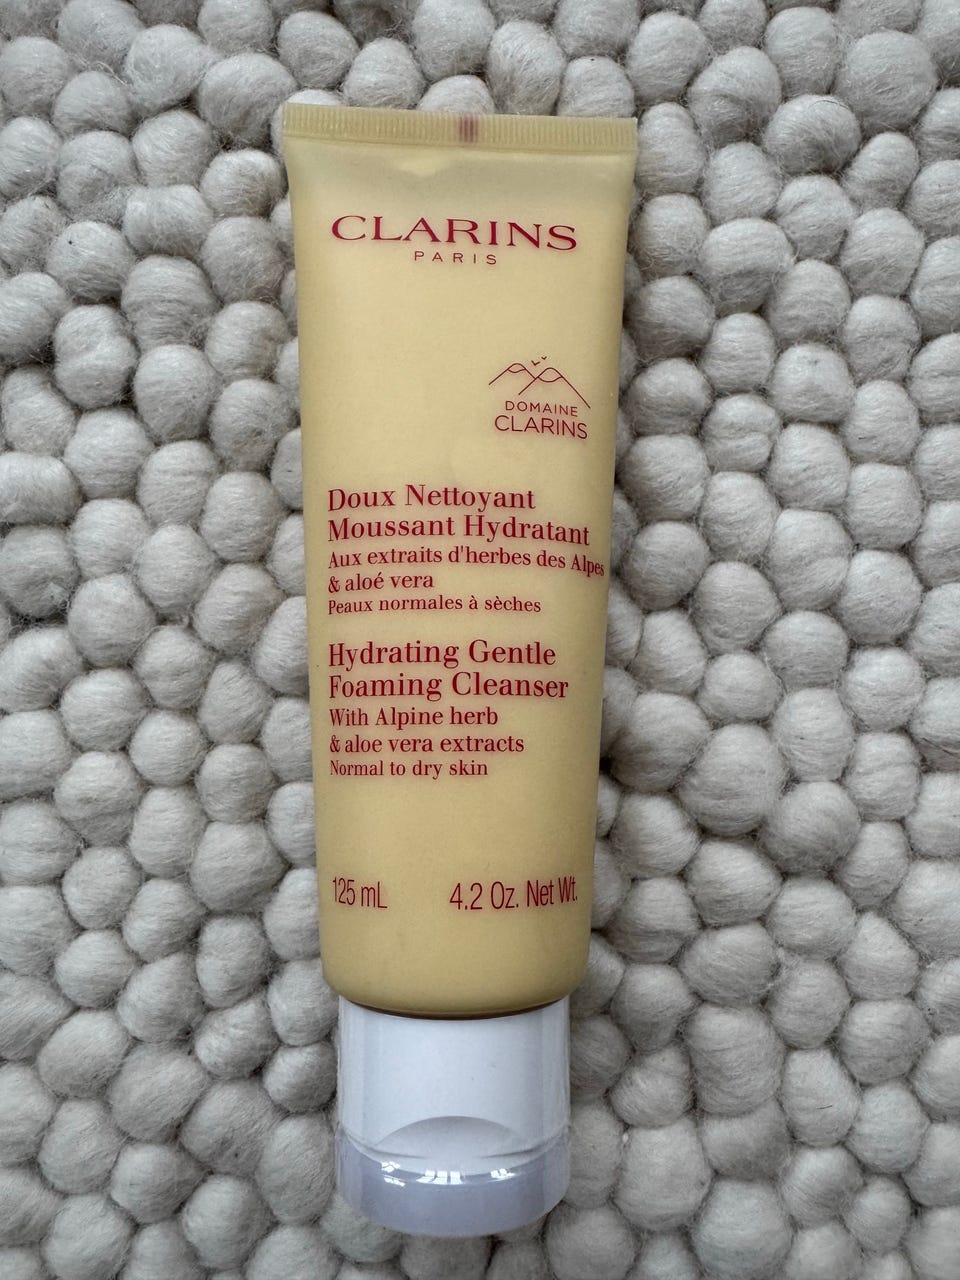 CLARINS
PARIS
DOMAINE
CLARINS
Doux Nettoyant
Moussant Hydratant
Aux extraits d'herbes des Alpes
& aloé vera
Peaux normales à sèches
Hydrating Gentle
Foaming Cleanser
With Alpine herb
& aloe vera extracts
Normal to dry skin
125 mL 4.2 Oz. Net Wt.